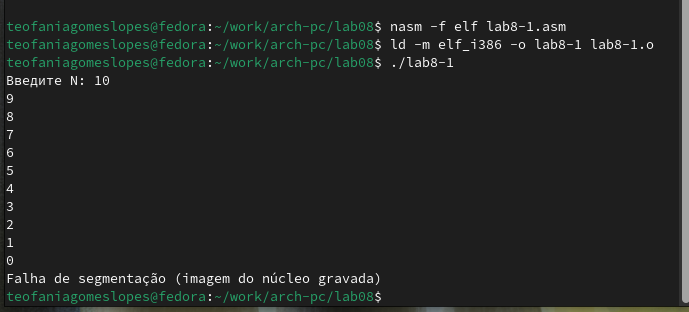 teofaniagomeslopes@fedora:~/work/arch-pc/lab08$ nasm -f elf lab8-1.asm
teofaniagomeslopes@fedora:~/work/arch-pc/lab08$ ld -m elf_i386 -o lab8-1 lab8-1.o
teofaniagomeslopes@fedora:~/work/arch-pc/lab08$ ./lab8-1
Введите N: 10
9
8
7
6
5
4
3
2
1
0
Falha de segmentação (imagem do núcleo gravada)
teofaniagomeslopes@fedora:~/work/arch-pc/lab08$